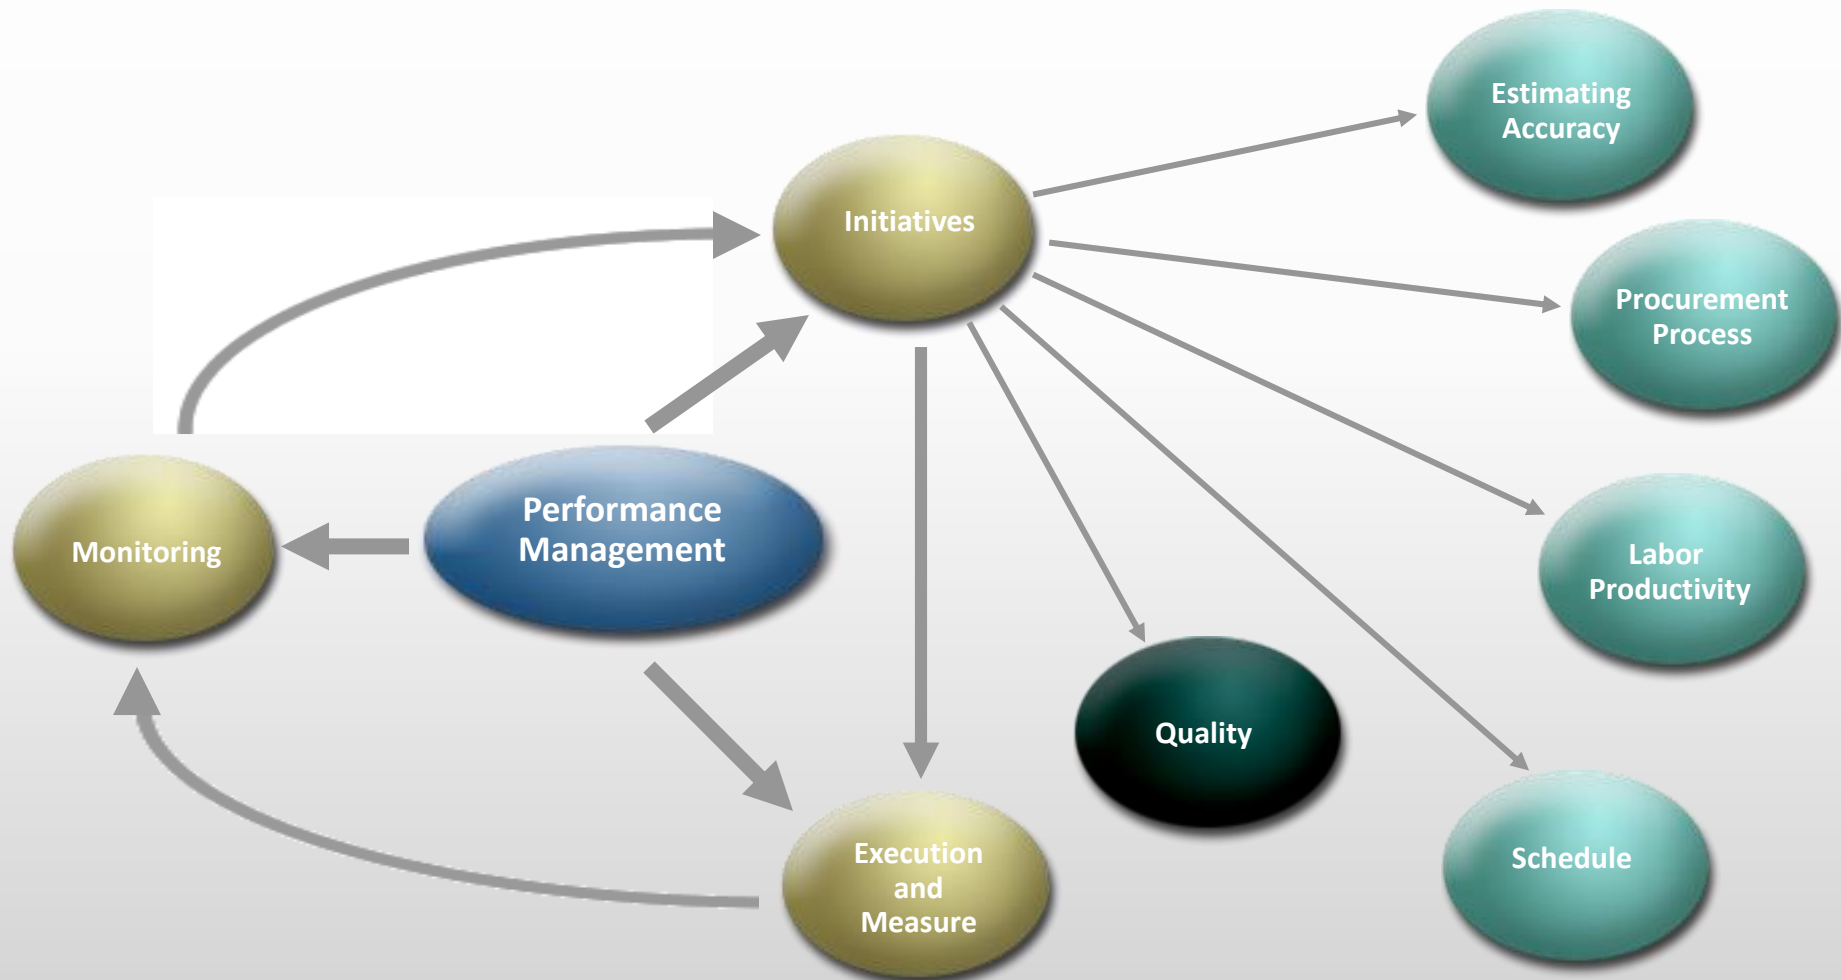 Estimating
Accuracy
Initiatives
Procurement
Process
Performance
Management
Monitoring
Labor
Productivity
Quality
Execution
and
Measure
Schedule